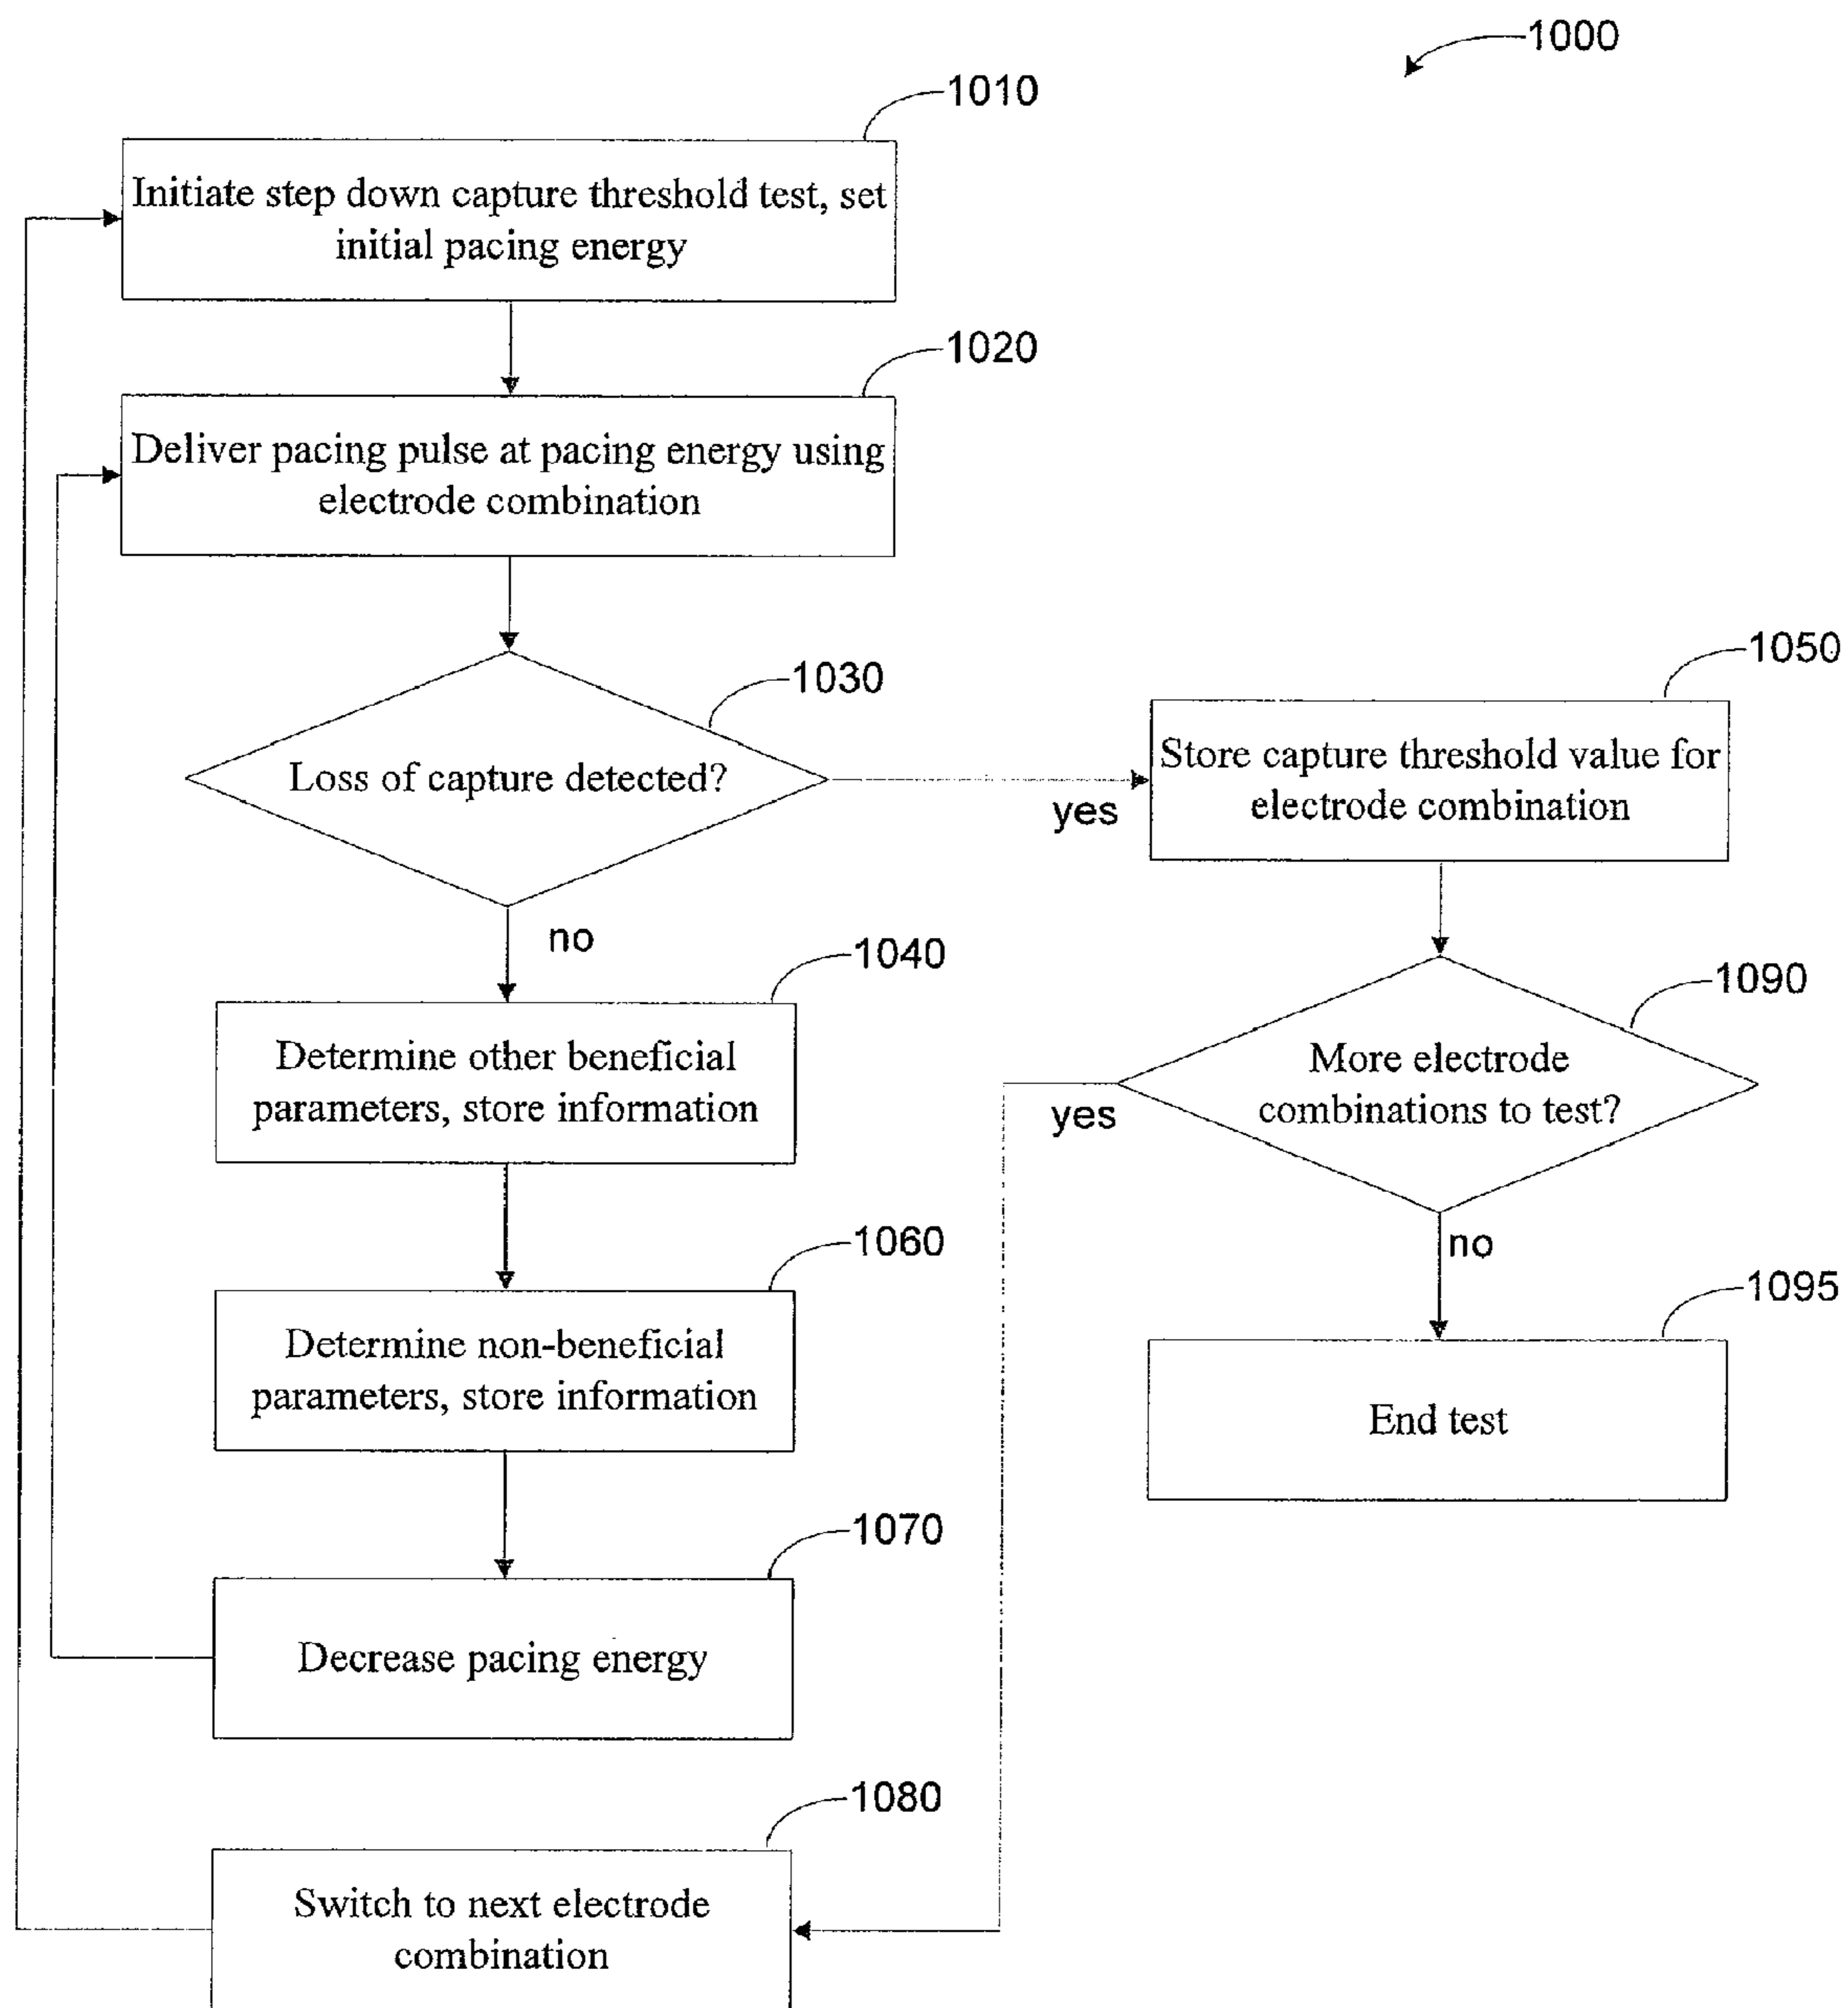 1000
1010
Initiate step down capture threshold test, set
initial pacing energy
1020
Deliver pacing pulse at pacing energy using
electrode combination
1030
Loss of capture detected?
yes
no
1050
Store capture threshold value for
electrode combination
1040
Determine other beneficial
parameters, store information
1090
More electrode
combinations to test?
yes
no
1060
Determine non-beneficial
parameters, store information
1095
End test
1070
Decrease pacing energy
1080
Switch to next electrode
combination